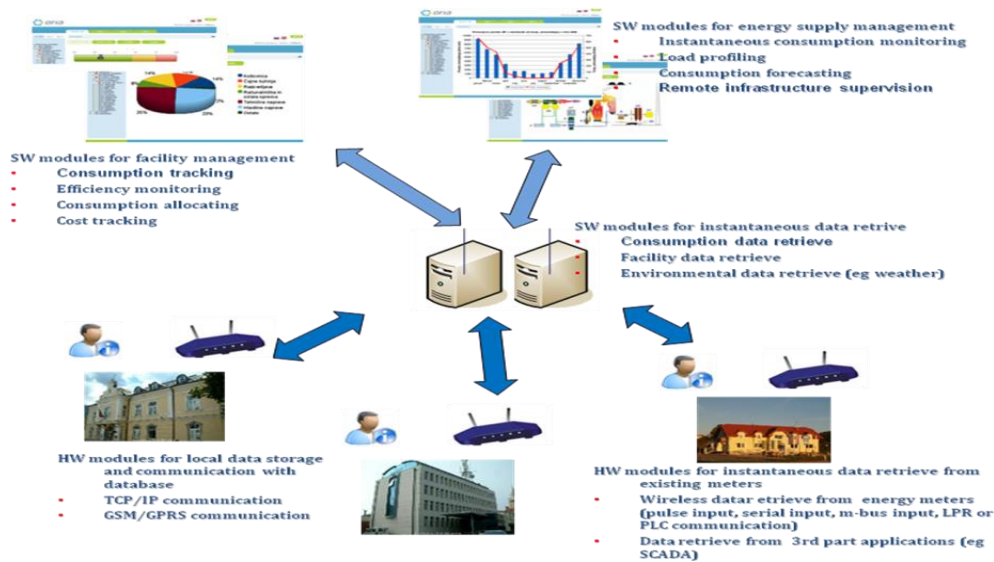 SW modules for energy supply management
Instantaneous consumption monitoring
Load profiling
Consumption forecasting
Remote infrastructure supervision
14%
14%
29%
SW modules for facility management
Consumption tracking
Efficiency monitoring
Consumption allocating
Cost tracking
SW modules for instantaneous data retrive
Consumption data retrieve
Facility data retrieve
Environmental data retrieve (eg weather)
HW modules for local data storage
and communication with
database
TCP/IP communication
GSM/GPRS communication
HW modules for instantaneous data retrieve from
existing meters
Wireless datar etrieve from energy meters
(pulse input, serial input, m-bus input, LPR or
PLC communication)
Data retrieve from 3rd part applications (eg
SCADA)